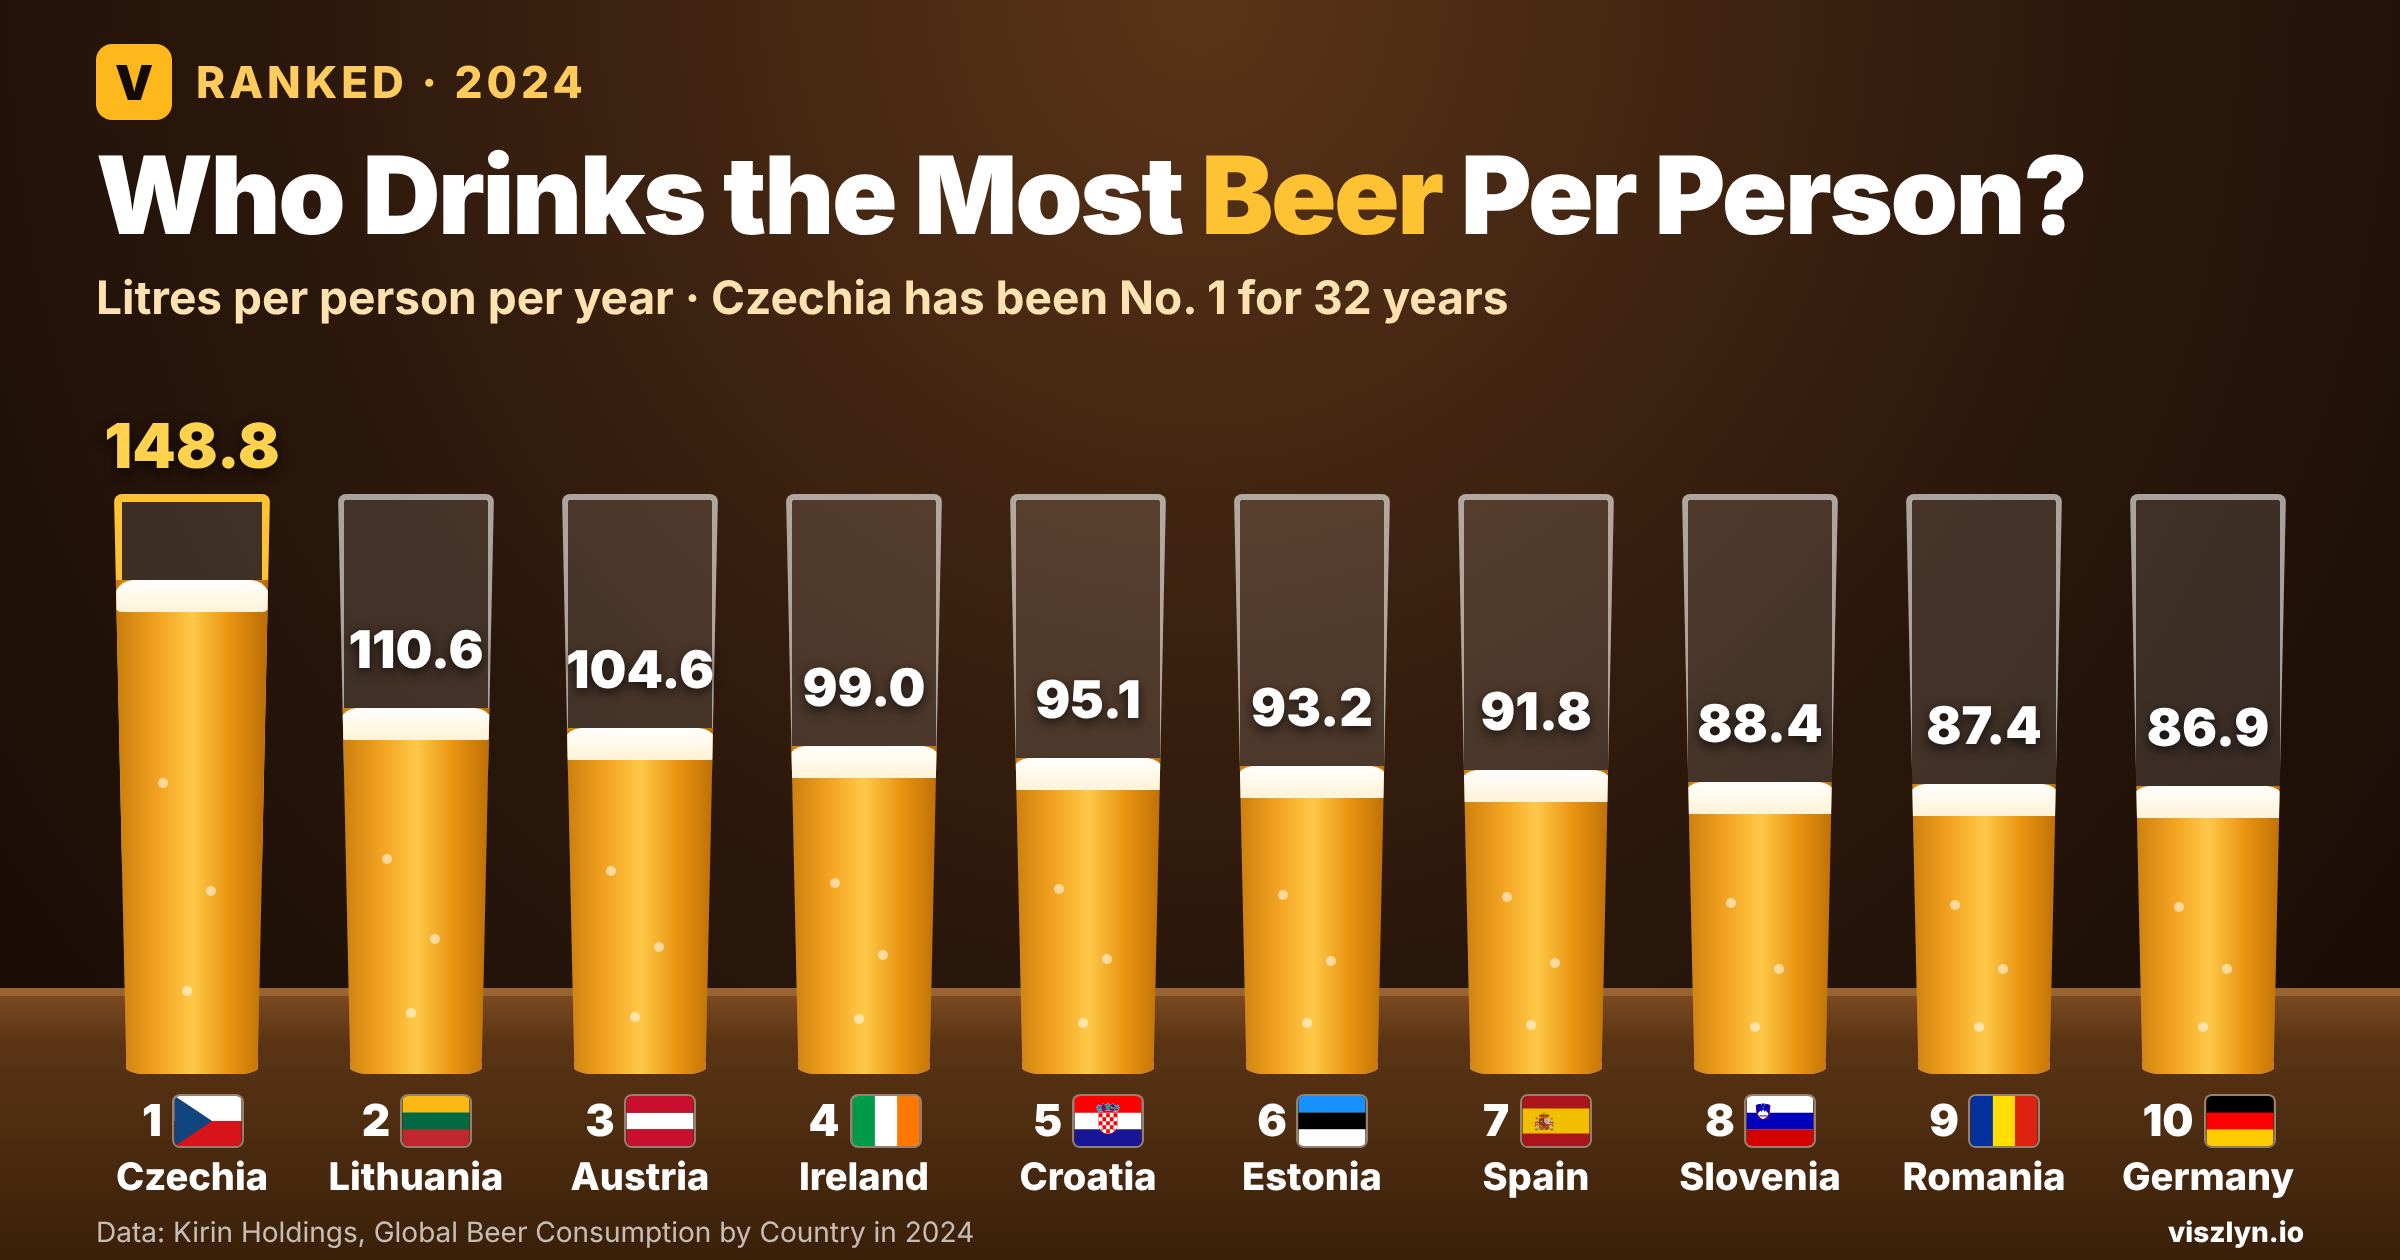 V RANKED · 2024
Who Drinks the Most Beer Per Person?
Litres per person per year · Czechia has been No. 1 for 32 years
148.8
110.6
104.6
99.0
95.1
93.2
91.8
88.4
87.4
86.9
1 Czechia
2 Lithuania
3 Austria
4 Ireland
5 Croatia
6 Estonia
7 Spain
8 Slovenia
9 Romania
10 Germany
Data: Kirin Holdings, Global Beer Consumption by Country in 2024
viszlyn.io